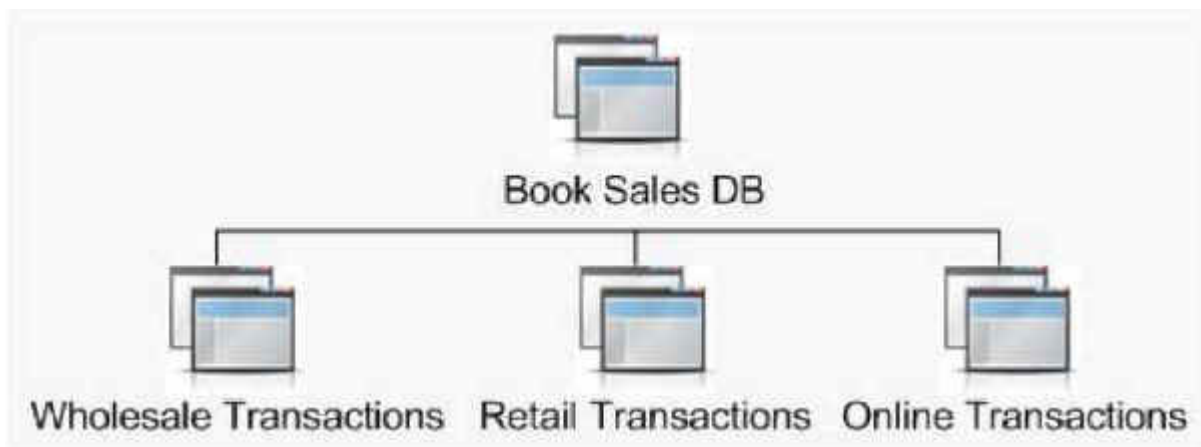 Book Sales DB
Wholesale Transactions
Retail Transactions
Online Transactions